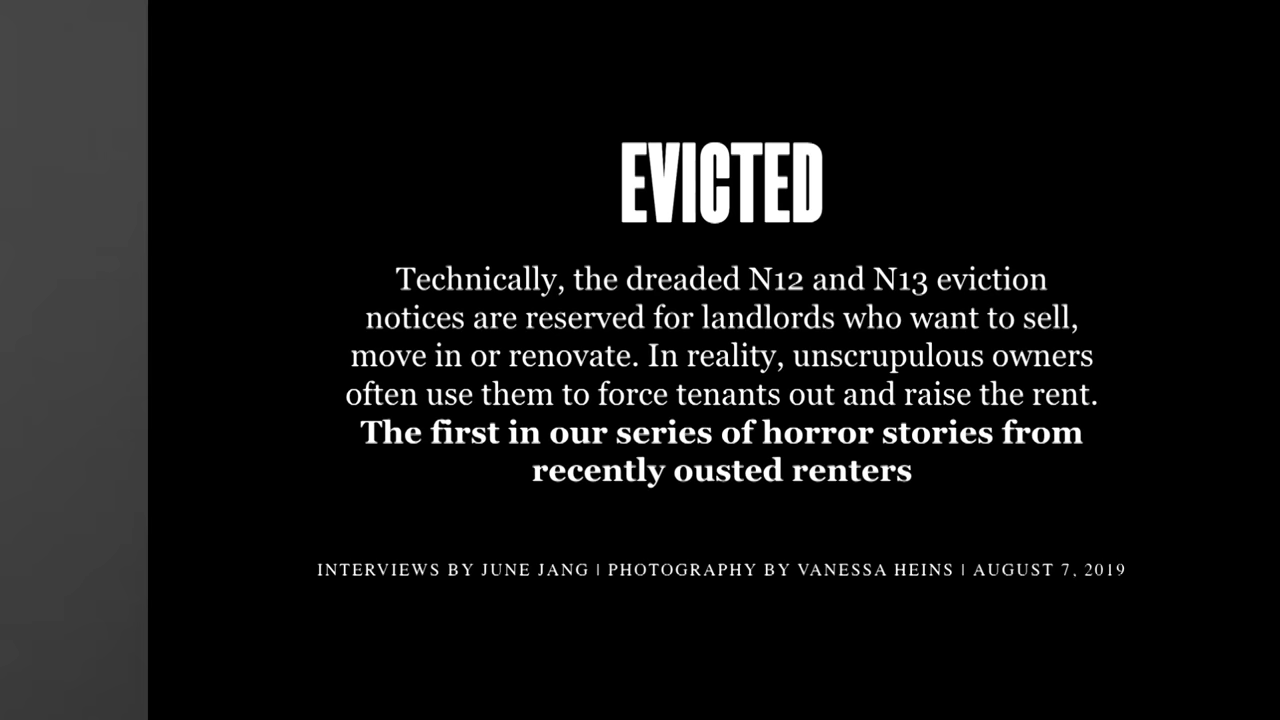 EVICTED
Technically, the dreaded N12 and N13 eviction
notices are reserved for landlords who want to sell,
move in or renovate. In reality, unscrupulous owners
often use them to force tenants out and raise the rent.
The first in our series of horror stories from
recently ousted renters
INTERVIEWS BY JUNE JANG | PHOTOGRAPHY BY VANESSA HEINS | AUGUST 7, 2019